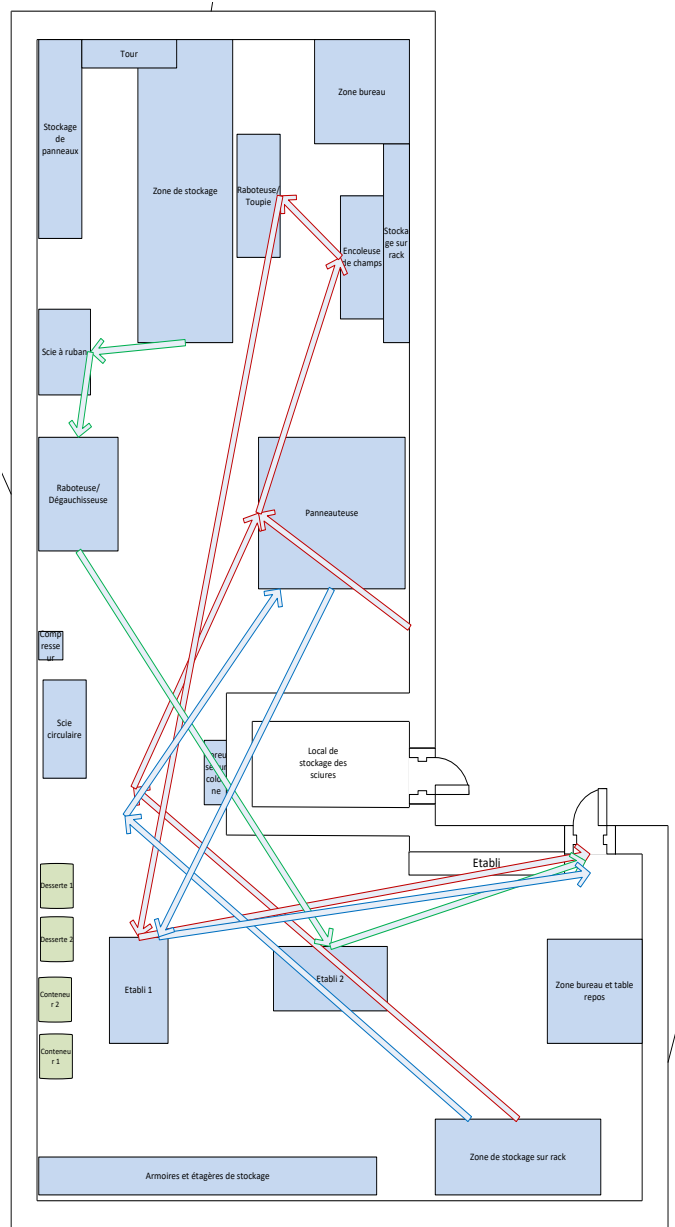 Tour
Zone bureau
Stockage
de
panneaux
Zone de stockage
Raboteuse/
Toupie
Stocka
ge sur
rack
Encoleuse
de champs
Scie à ruban
Raboteuse/
Dégauchisseuse
Panneauteuse
Comp
resse
ur
Scie
circulaire
colo
ne
Local de
stockage des
sciures
Etabli
Desserte 1
Desserte 2
Conteneu
r 2
Conteneu
r 1
Etabli 1
Etabli 2
Zone bureau et table
repos
Zone de stockage sur rack
Armoires et étagères de stockage